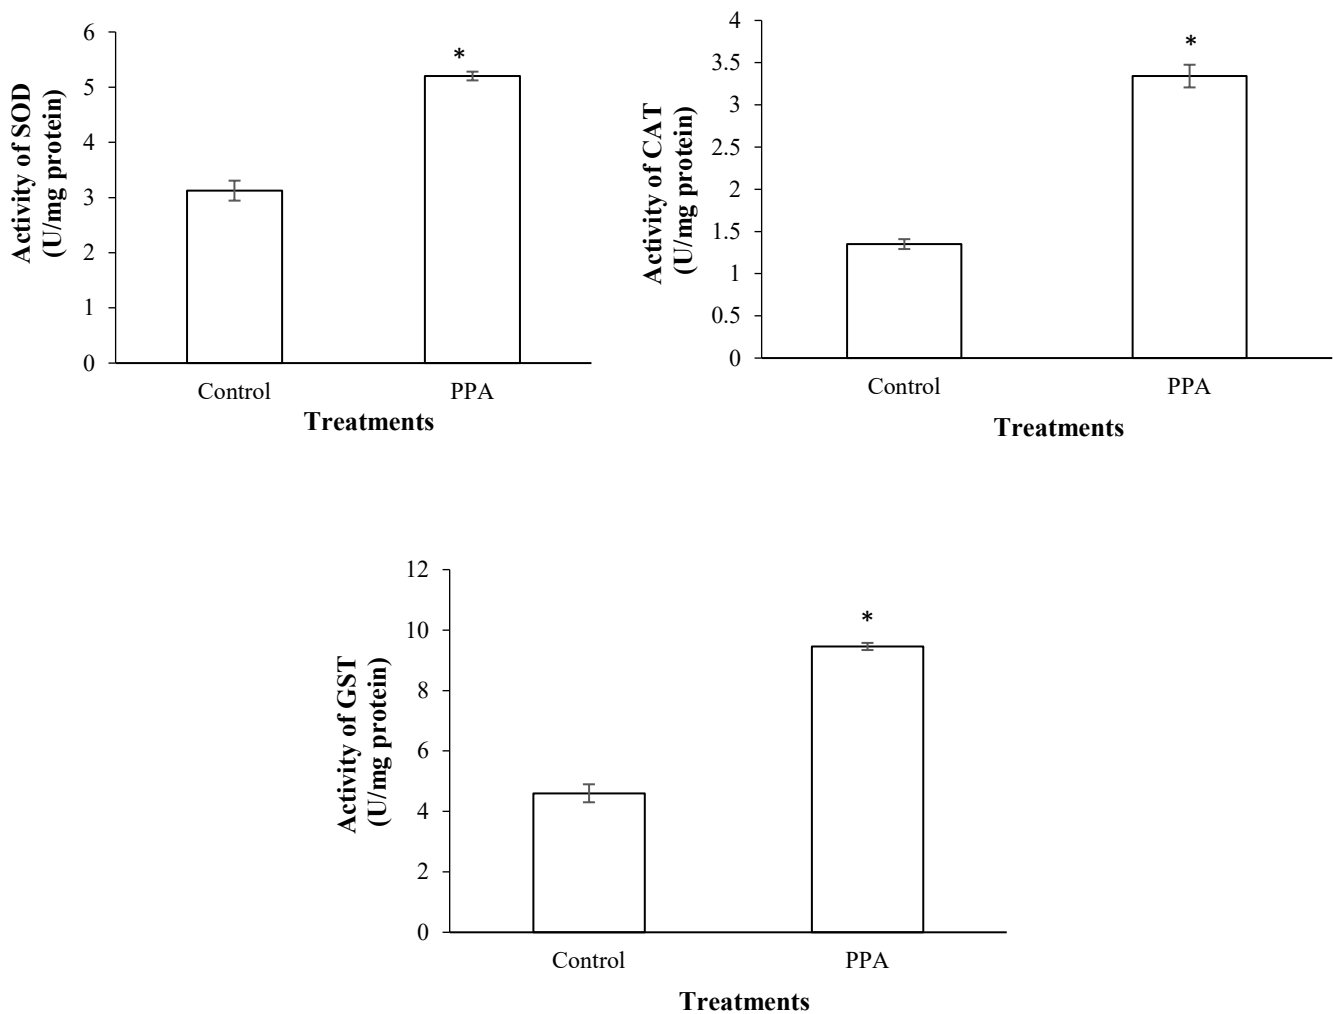 Activity of SOD
(U/mg protein)
6
5
4
3
2
1
0
*
Control PPA
Treatments
Activity of CAT
(U/mg protein)
4
3.5
3
2.5
2
1.5
1
0.5
0
*
Control PPA
Treatments
Activity of GST
(U/mg protein)
12
10
8
6
4
2
0
*
Control PPA
Treatments